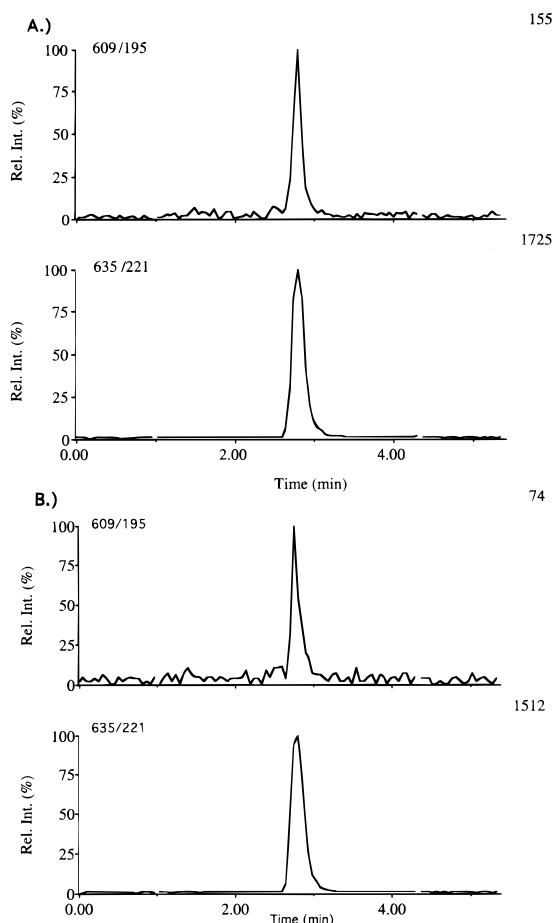 A.)
155
609/195
100
75
50
25
0
Rel. Int. (%)
1725
635 /221
100
75
50
25
0
Rel. Int. (%)
0.00 2.00 4.00
Time (min)
B.)
74
609/195
100
75
50
25
0
Rel. Int. (%)
1512
635/221
100
75
50
25
0
Rel. Int. (%)
0.00 2.00 4.00
Time (min)